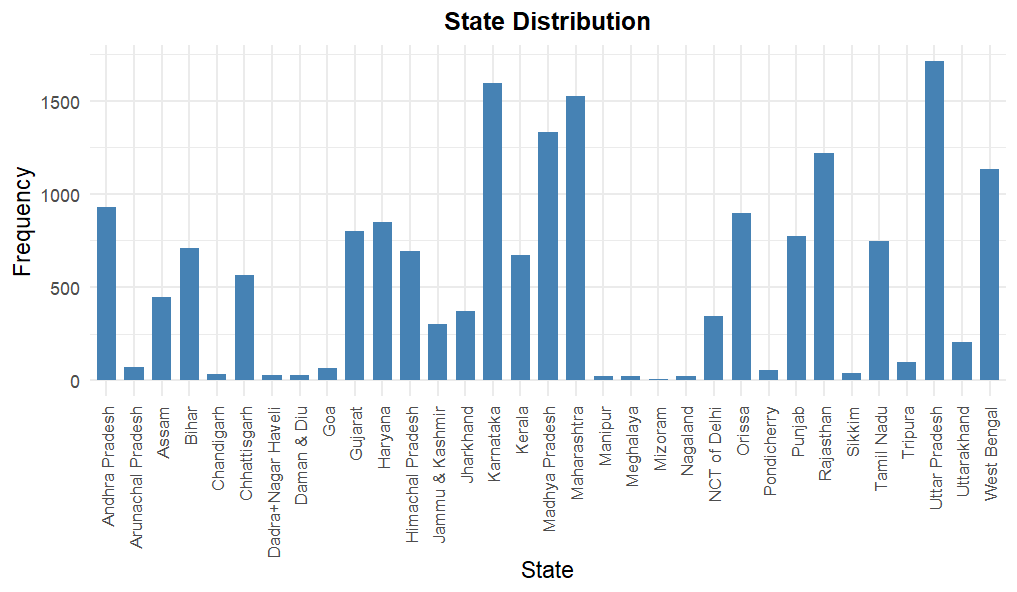 State Distribution
Frequency
1500
1000
500
0
Andhra Pradesh
Arunachal Pradesh
Assam
Bihar
Chandigarh
Chhattisgarh
Dadra+Nagar Haveli
Daman & Diu
Goa
Gujarat
Haryana
Himachal Pradesh
Jammu & Kashmir
Jharkhand
Karnataka
Kerala
Madhya Pradesh
Maharashtra
Manipur
Meghalaya
Mizoram
Nagaland
NCT of Delhi
Orissa
Pondicherry
Punjab
Rajasthan
Sikkim
Tamil Nadu
Tripura
Uttar Pradesh
Uttarakhand
West Bengal
State